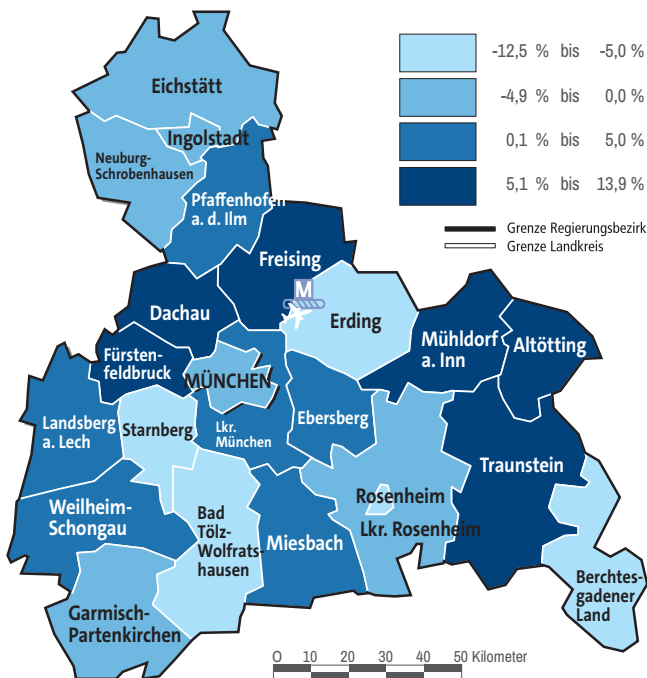 -12,5 % bis -5,0 %
-4,9 % bis 0,0 %
0,1 % bis 5,0 %
5,1 % bis 13,9 %
Grenze Regierungsbezirk
Grenze Landkreis
Eichstätt
Ingolstadt
Neuburg-
Schrobenhausen
Pfaffenhofen
a. d. Ilm
Freising
M
Erding
Dachau
Fürsten-
feldbruck
MÜNCHEN
Mühldorf
a. Inn
Altötting
Landsberg
a. Lech
Starnberg
Lkr.
München
Ebersberg
Traunstein
Rosenheim
Lkr. Rosenheim
Weilheim-
Schongau
Bad
Tölz-
Wolfrats-
hausen
Miesbach
Garmisch-
Partenkirchen
Berchtes-
gadener
Land
0 10 20 30 40 50 Kilometer